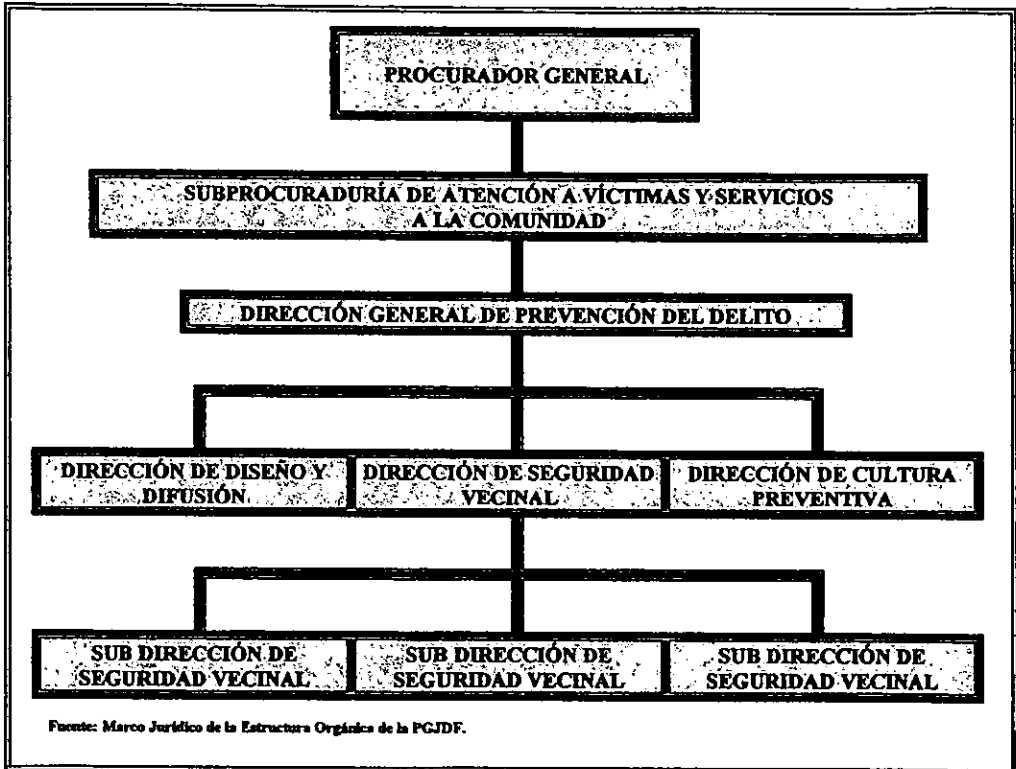 PROCURADOR GENERAL
SUBPROCURADURÍA DE ATENCIÓN A VÍCTIMAS Y SERVICIOS
A LA COMUNIDAD
DIRECCIÓN GENERAL DE PREVENCIÓN DEL DELITO
DIRECCIÓN DE DISEÑO Y
DIFUSIÓN
DIRECCIÓN DE SEGURIDAD
VECINAL
DIRECCIÓN DE CULTURA
PREVENTIVA
SUB DIRECCIÓN DE
SEGURIDAD VECINAL
SUB DIRECCIÓN DE
SEGURIDAD VECINAL
SUB DIRECCIÓN DE
SEGURIDAD VECINAL
Fuente: Marco Jurídico de la Estructura Orgánica de la PGJDF.